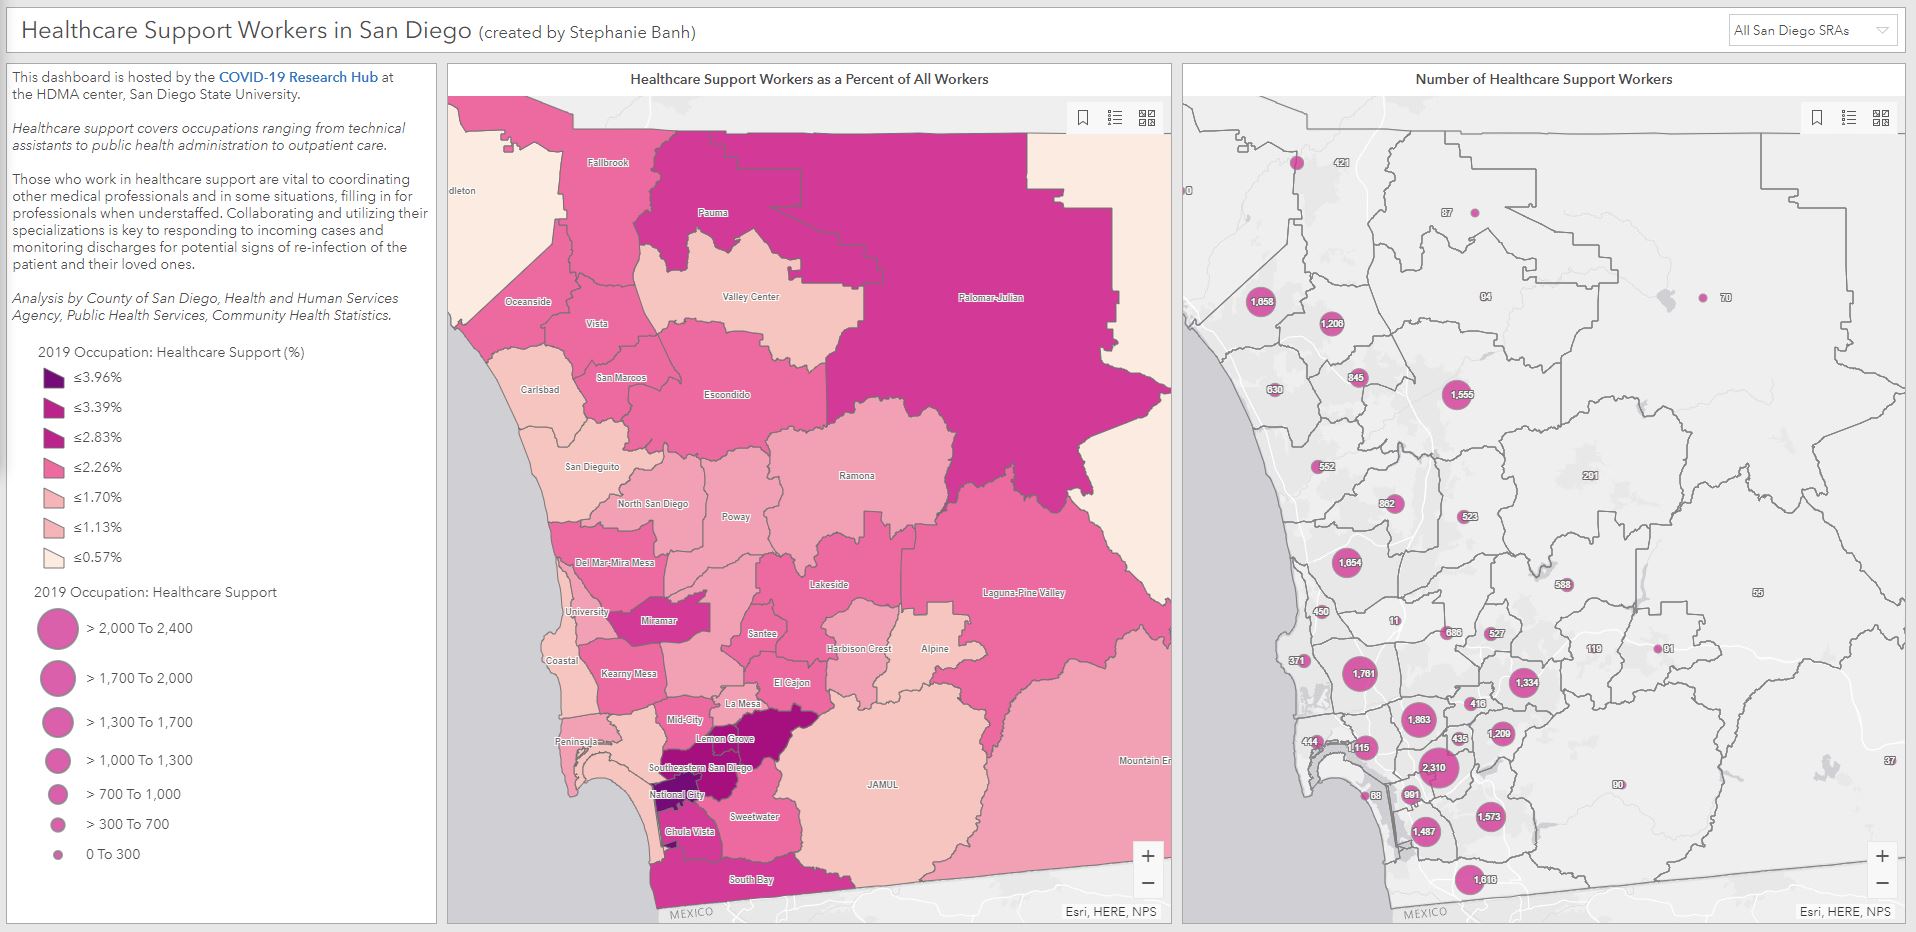 Healthcare Support Workers in San Diego (created by Stephanie Banh)
All San Diego SRAs
This dashboard is hosted by the COVID-19 Research Hub at
the HDMA center, San Diego State University.
Healthcare support covers occupations ranging from technical
assistants to public health administration to outpatient care.
Those who work in healthcare support are vital to coordinating
other medical professionals and in some situations, filling in for
professionals when understaffed. Collaborating and utilizing their
specializations is key to responding to incoming cases and
monitoring discharges for potential signs of re-infection of the
patient and their loved ones.
Analysis by County of San Diego, Health and Human Services
Agency, Public Health Services, Community Health Statistics.
2019 Occupation: Healthcare Support (%)
≤3.96%
≤3.39%
≤2.83%
≤2.26%
≤1.70%
≤1.13%
≤0.57%
2019 Occupation: Healthcare Support
> 2,000 To 2,400
> 1,700 To 2,000
> 1,300 To 1,700
> 1,000 To 1,300
> 700 To 1,000
> 300 To 700
0 To 300
Healthcare Support Workers as a Percent of All Workers
Fallbrook
dleton
Pauma
Valley Center
Palomar-Julian
Oceanside
Vista
San Marcos
Carlsbad
Escondido
San Dieguito
Ramona
North San Diego
Poway
Del Mar-Mira Mesa
Lakeside
Laguna-Pine Valley
University
Miramar
Santee
Harbison Crest
Alpine
Coastal
Kearny Mesa
El Cajon
La Mesa
Mid-City
Lemon Grove
Peninsula
Southeastern San Diego
Mountain Em
JAMUL
National City
Sweetwater
Chula Vista
South Bay
MEXICO
+
−
Esri, HERE, NPS
Number of Healthcare Support Workers
421
0
87
64
70
1,658
1,206
845
630
1,555
552
291
862
523
1,654
588
55
450
11
686
527
371
119
91
1,761
1,334
416
1,863
444
1,115
435
1,209
2,310
37
68
991
90
1,573
1,487
1,616
MEXICO
+
−
Esri, HERE, NPS